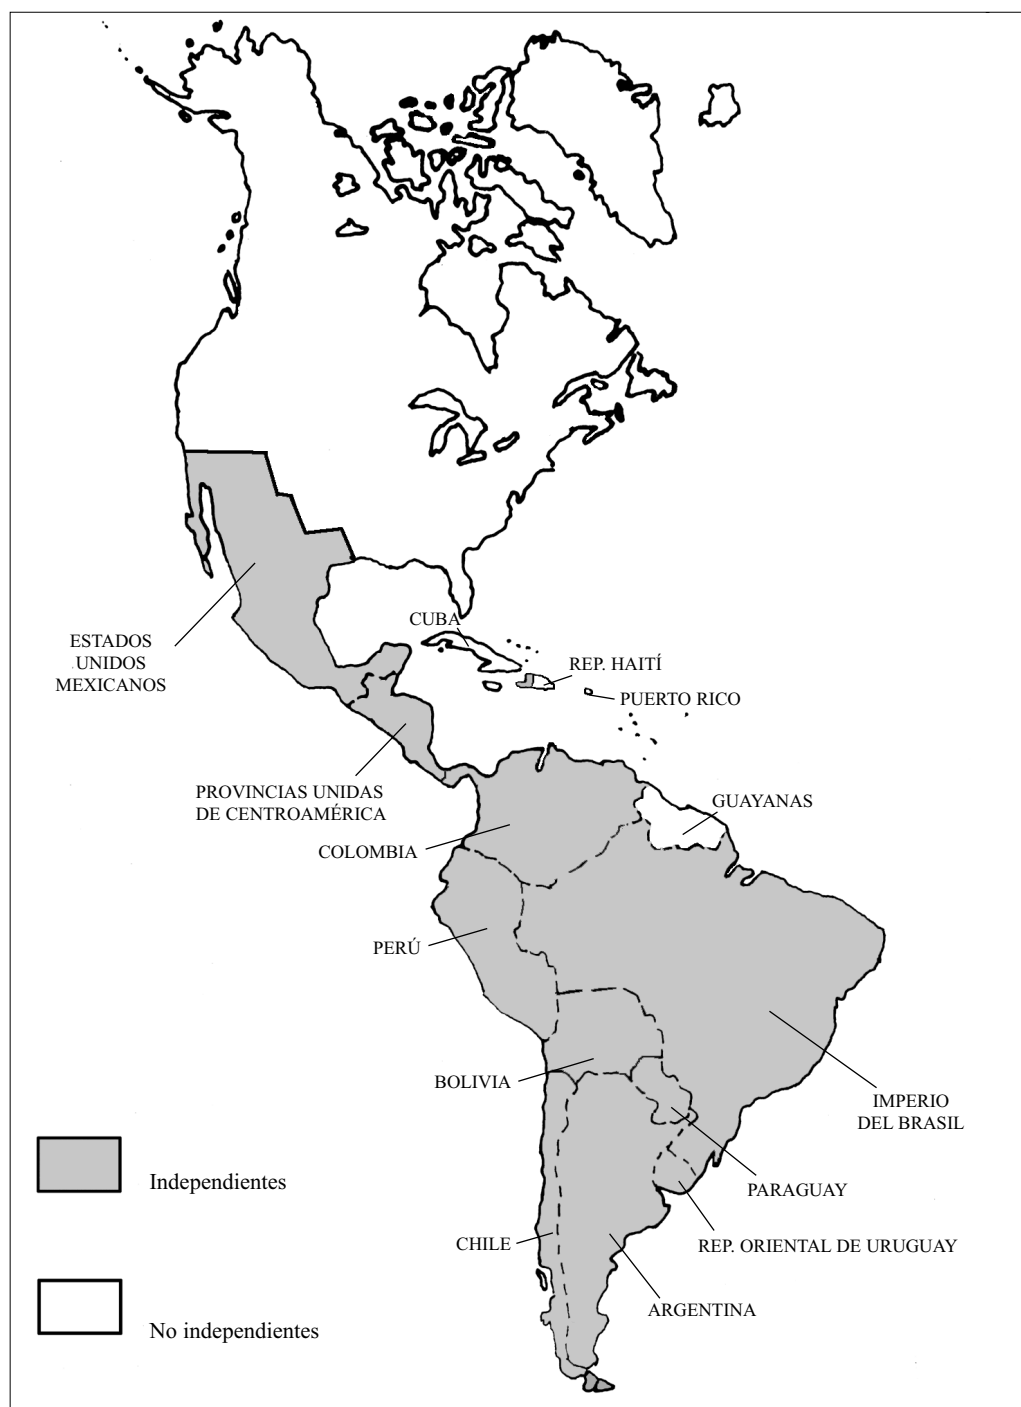 CUBA
ESTADOS
UNIDOS
MEXICANOS
REP. HAITÍ
PUERTO RICO
PROVINCIAS UNIDAS
DE CENTROAMÉRICA
GUAYANAS
COLOMBIA
PERÚ
BOLIVIA
IMPERIO
DEL BRASIL
Independientes
PARAGUAY
CHILE
REP. ORIENTAL DE URUGUAY
ARGENTINA
No independientes